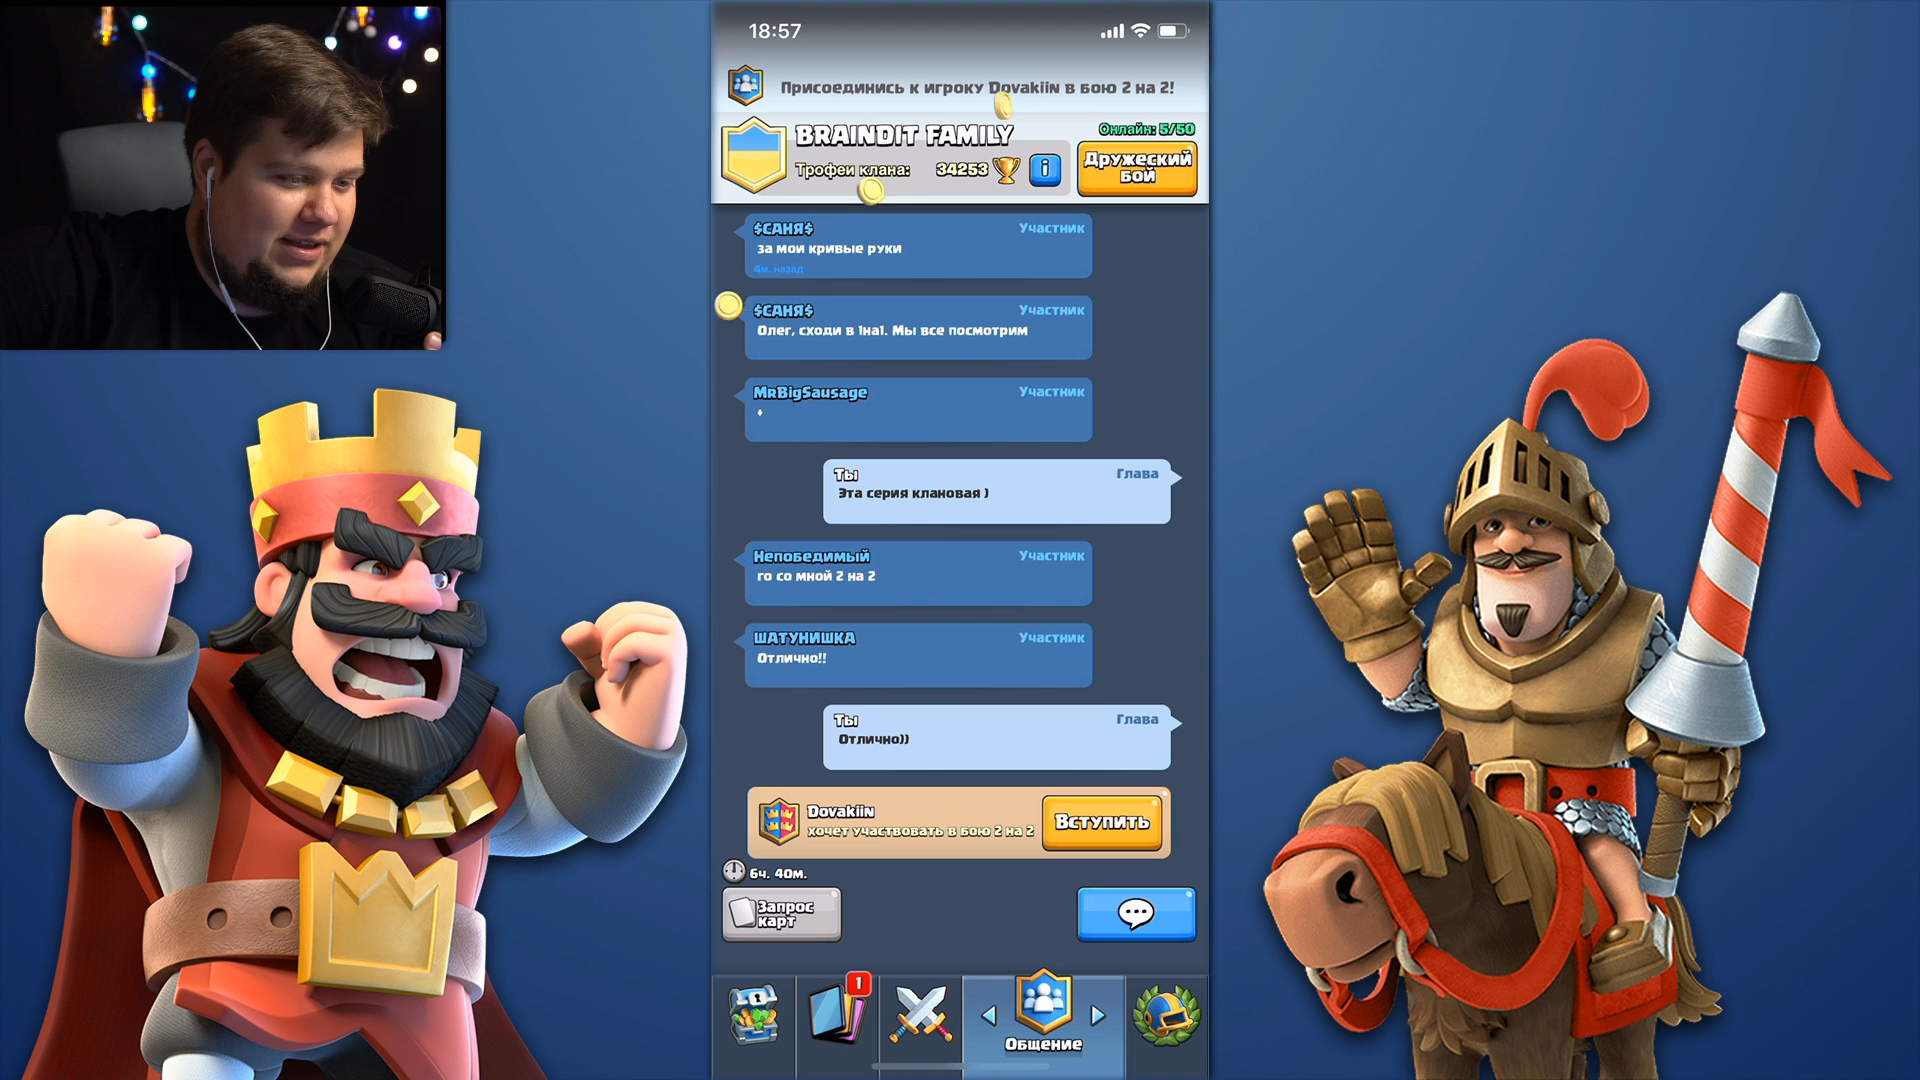 18:57
Присоединись к игроку Dovakiin в бою 2 на 2!
BRAINDIT FAMILY
Онлайн: 5/50
Трофеи клана: 34253
Дружеский
бой
$САНЯ$ Участник
за мои кривые руки
4м. назад
$САНЯ$ Участник
Олег, сходи в 1на1. Мы все посмотрим
MrBigSausage Участник
+
Ты Глава
Эта серия клановая )
Непобедимый Участник
го со мной 2 на 2
ШАТУНИШКА Участник
Отлично!!
Ты Глава
Отлично))
Dovakiin
хочет участвовать в бою 2 на 2
Вступить
6ч. 40м.
Запрос
карт
1
Общение